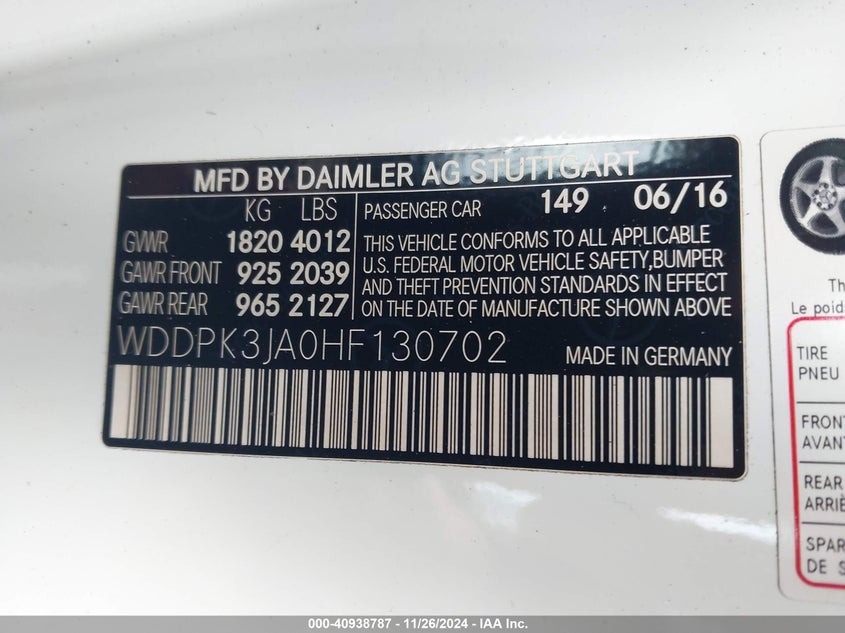 MFD BY DAIMLER AG STUTTGART
KG LBS
GVWR 1820 4012
GAWR FRONT 925 2039
GAWR REAR 965 2127
PASSENGER CAR 149 06/16
THIS VEHICLE CONFORMS TO ALL APPLICABLE
U.S. FEDERAL MOTOR VEHICLE SAFETY,BUMPER
AND THEFT PREVENTION STANDARDS IN EFFECT
ON THE DATE OF MANUFACTURE SHOWN ABOVE
WDDPK3JA0HF130702 MADE IN GERMANY
Th
Le poids
TIRE
PNEU
FRONT
AVANT
REAR
ARRIÈ
SPAR
DE S
000-40938787 - 11/26/2024 - IAA Inc.